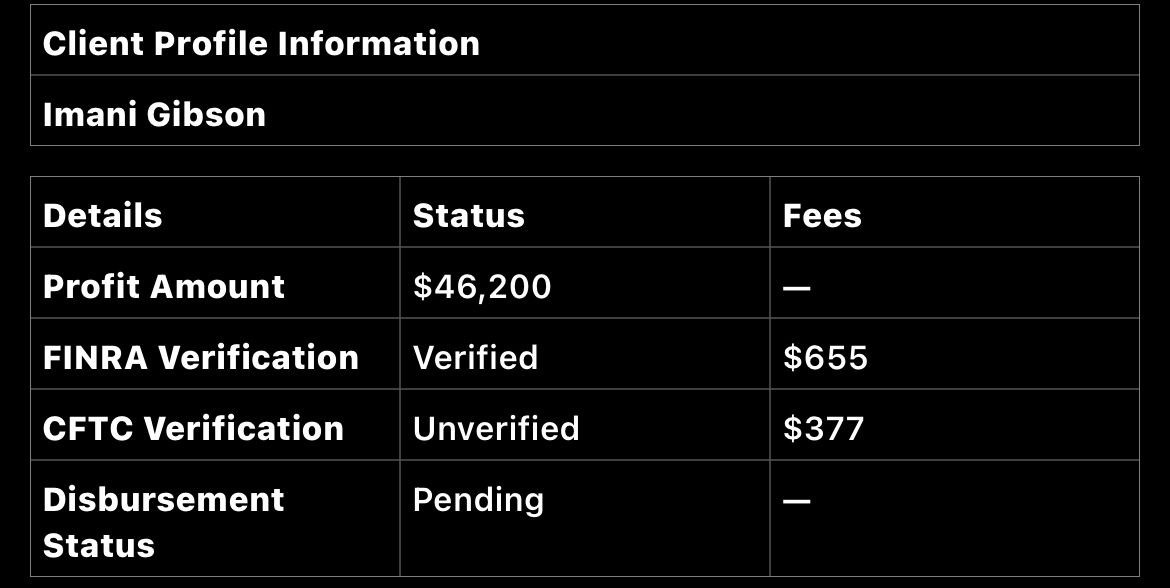 Client Profile Information
Imani Gibson
Details Status Fees
Profit Amount $46,200 —
FINRA Verification Verified $655
CFTC Verification Unverified $377
Disbursement Pending —
Status